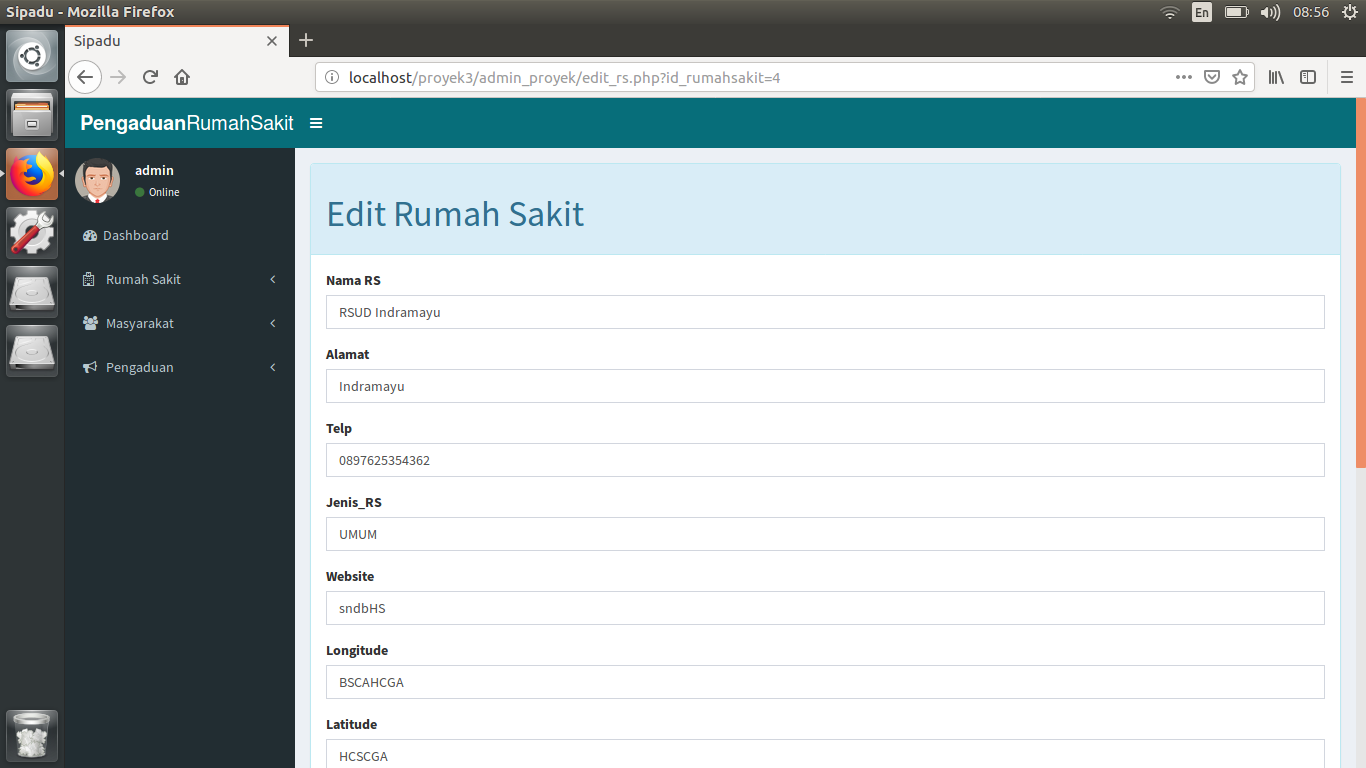 Sipadu - Mozilla Firefox
En
08:56
Sipadu
localhost/proyek3/admin_proyek/edit_rs.php?id_rumahsakit=4
PengaduanRumahSakit
admin
Online
Dashboard
Rumah Sakit
Masyarakat
Pengaduan
Edit Rumah Sakit
Nama RS
RSUD Indramayu
Alamat
Indramayu
Telp
0897625354362
Jenis_RS
UMUM
Website
sndbHS
Longitude
BSCAHCGA
Latitude
HCSCGA